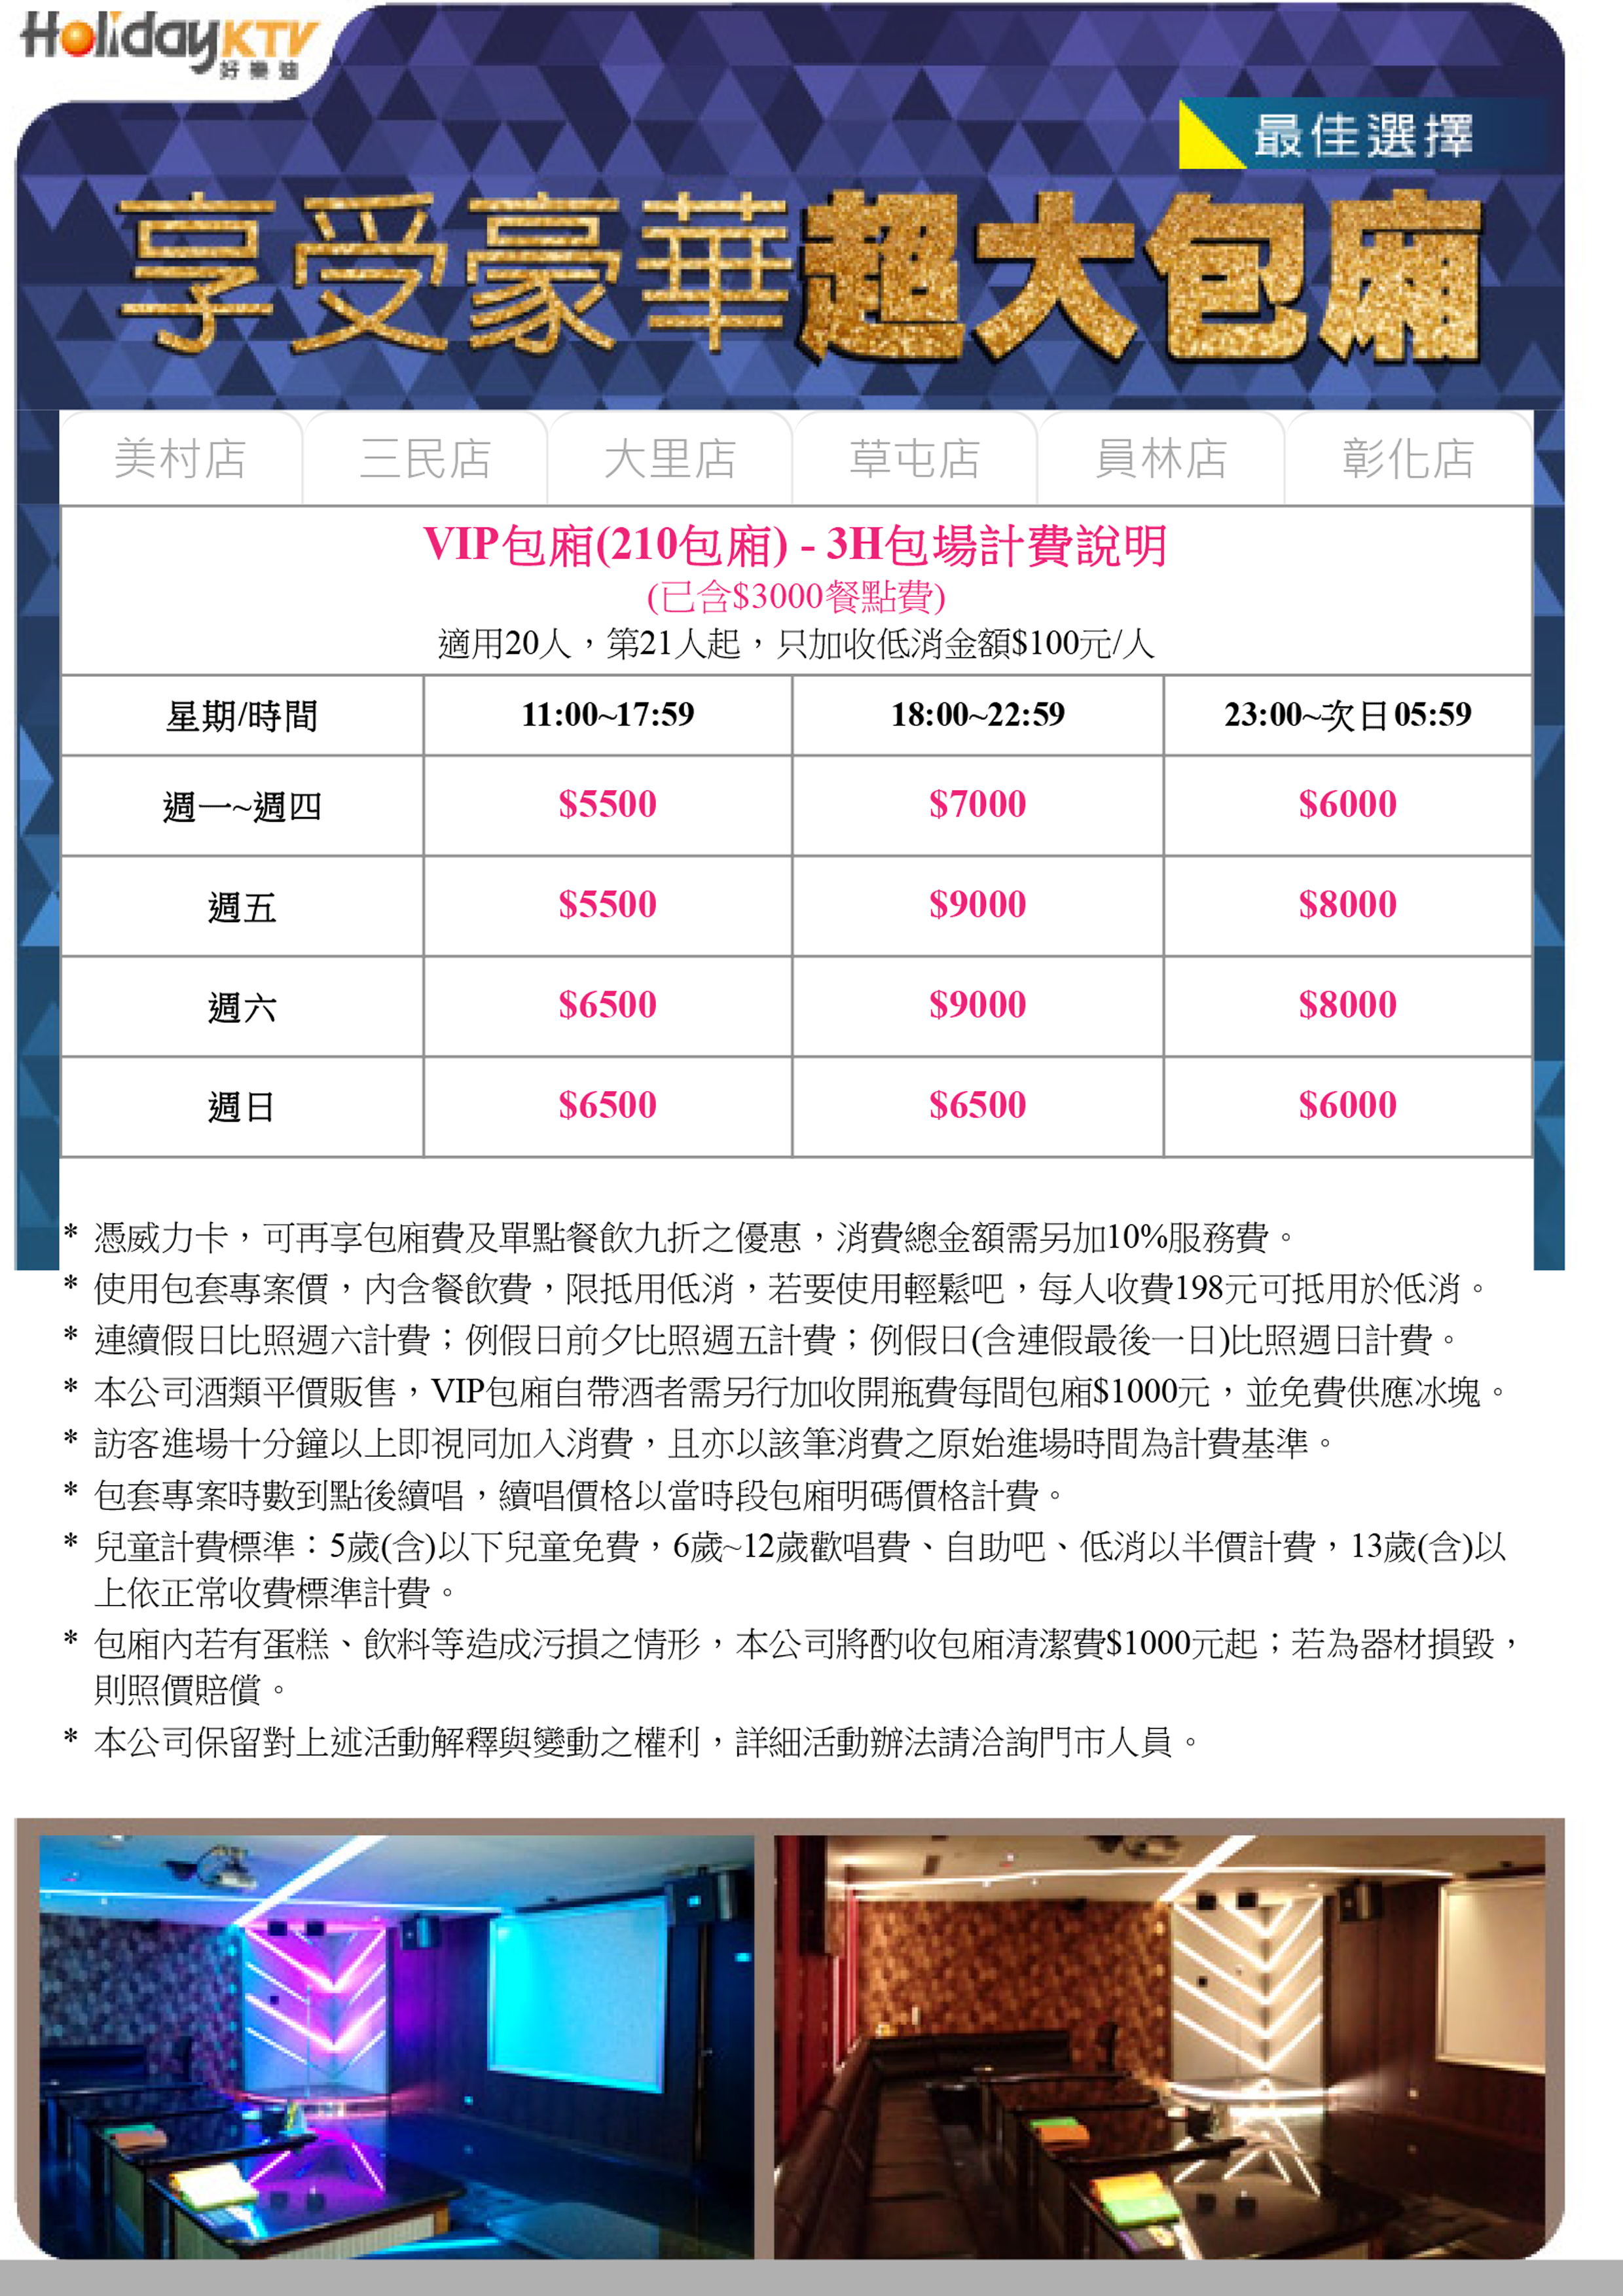 HolidayKTV
好樂迪
最佳選擇
享受豪華超大包廂
美村店 三民店 大里店 草屯店 員林店 彰化店
VIP包廂(210包廂) - 3H包場計費說明
(已含$3000餐點費)
適用20人，第21人起，只加收低消金額$100元/人
星期/時間 11:00~17:59 18:00~22:59 23:00~次日05:59
週一~週四 $5500 $7000 $6000
週五 $5500 $9000 $8000
週六 $6500 $9000 $8000
週日 $6500 $6500 $6000
* 憑威力卡，可再享包廂費及單點餐飲九折之優惠，消費總金額需另加10%服務費。
* 使用包套專案價，內含餐飲費，限抵用低消，若要使用輕鬆吧，每人收費198元可抵用於低消。
* 連續假日比照週六計費；例假日前夕比照週五計費；例假日(含連假最後一日)比照週日計費。
* 本公司酒類平價販售，VIP包廂自帶酒者需另行加收開瓶費每間包廂$1000元，並免費供應冰塊。
* 訪客進場十分鐘以上即視同加入消費，且亦以該筆消費之原始進場時間為計費基準。
* 包套專案時數到點後續唱，續唱價格以當時段包廂明碼價格計費。
* 兒童計費標準：5歲(含)以下兒童免費，6歲~12歲歡唱費、自助吧、低消以半價計費，13歲(含)以
上依正常收費標準計費。
* 包廂內若有蛋糕、飲料等造成污損之情形，本公司將酌收包廂清潔費$1000元起；若為器材損毀，
則照價賠償。
* 本公司保留對上述活動解釋與變動之權利，詳細活動辦法請洽詢門市人員。